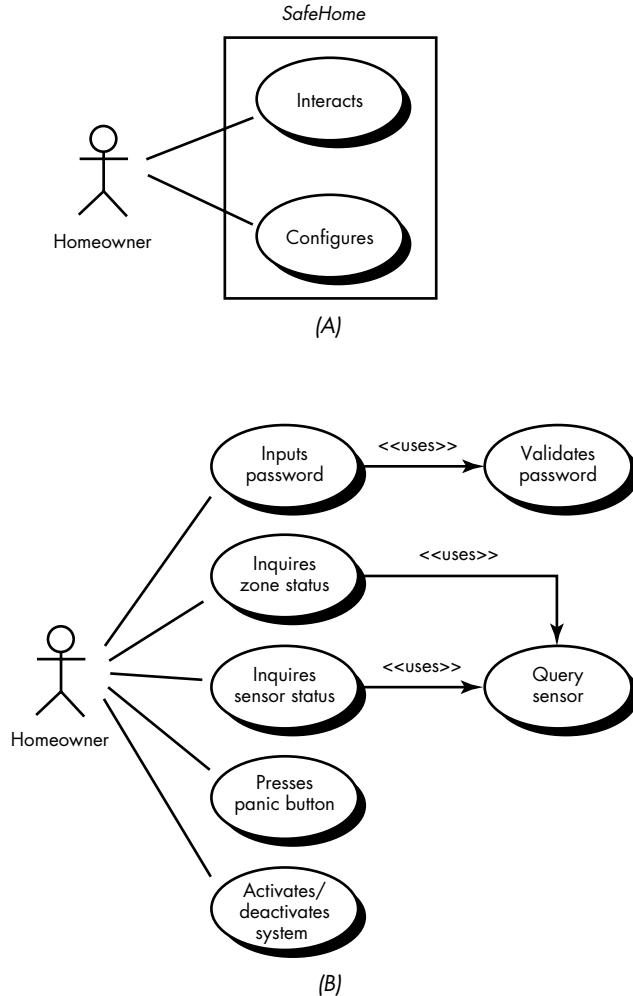 SafeHome
Interacts
Homeowner
Configures
(A)
Inputs
password
<<uses>>
Validates
password
Inquires
zone status
<<uses>>
Homeowner
Inquires
sensor status
<<uses>>
Query
sensor
Presses
panic button
Activates/
deactivates
system
(B)